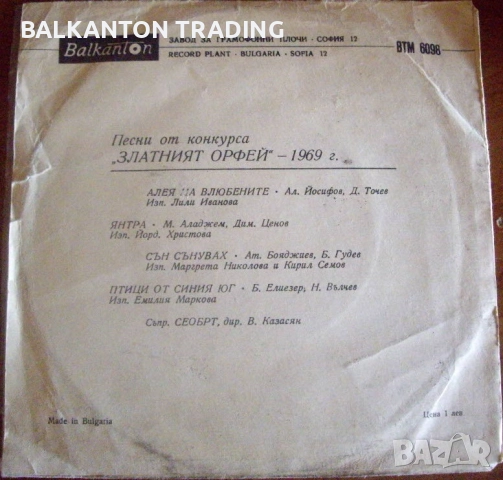 BALKANTON TRADING
Balkanton
ЗАВОД ЗА ГРАМОФОННИ ПЛОЧИ · СОФИЯ 12
RECORD PLANT · BULGARIA · SOFIA 12
ВТМ 6098
Песни от конкурса
„ЗЛАТНИЯТ ОРФЕЙ“ – 1969 г.
АЛЕЯ НА ВЛЮБЕНИТЕ · Ал. Йосифов, Д. Точев
Изп. Лили Иванова
ЯНТРА · М. Аладжем, Дим. Ценов
Изп. Йорд. Христова
СЪН СЪНУВАХ · Ат. Бояджиев, Б. Гудев
Изп. Маргрета Николова и Кирил Семов
ПТИЦИ ОТ СИНИЯ ЮГ · Б. Елиезер, Н. Вълчев
Изп. Емилия Маркова
Съпр. СЕОБРТ, дир. В. Казасян
Made in Bulgaria
Цена 1 лев
BAZAR.bg